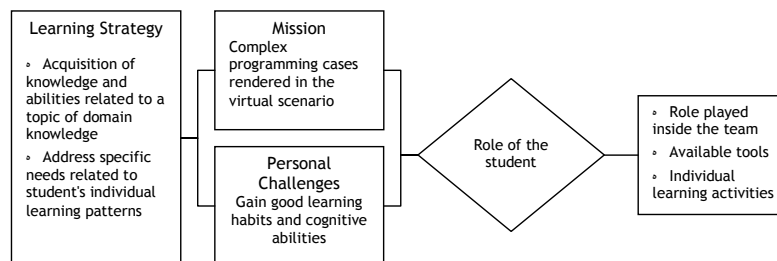 Learning Strategy
▫ Acquisition of
knowledge and
abilities related to a
topic of domain
knowledge
▫ Address specific
needs related to
student's individual
learning patterns
Mission
Complex
programming cases
rendered in the
virtual scenario
Personal
Challenges
Gain good learning
habits and cognitive
abilities
Role of the
student
▫ Role played
inside the team
▫ Available tools
▫ Individual
learning activities